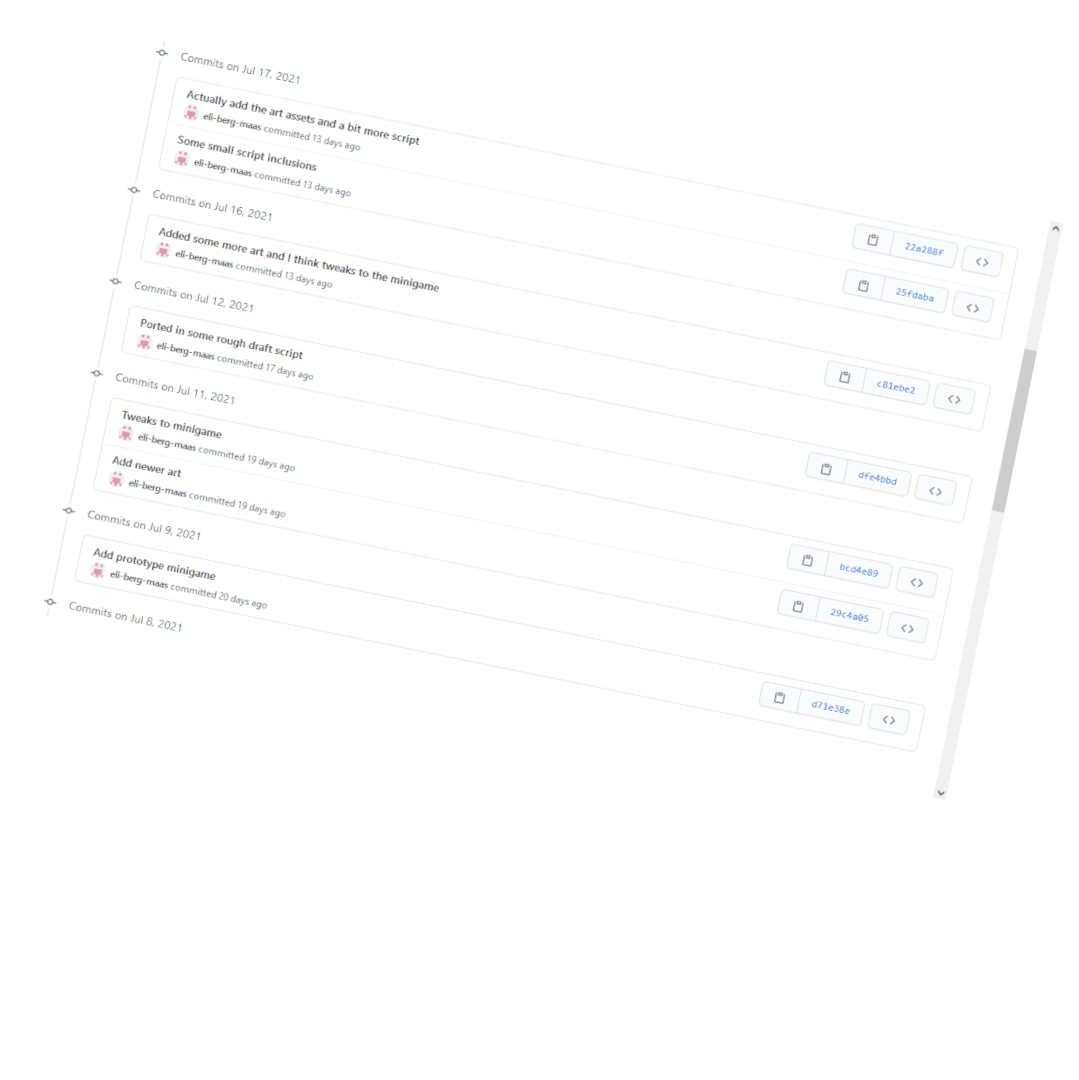 Commits on Jul 17, 2021
Actually add the art assets and a bit more script
eli-berg-maas committed 13 days ago
22a288f
Some small script inclusions
eli-berg-maas committed 13 days ago
25fdaba
Commits on Jul 16, 2021
Added some more art and I think tweaks to the minigame
eli-berg-maas committed 13 days ago
c81ebe2
Commits on Jul 12, 2021
Ported in some rough draft script
eli-berg-maas committed 17 days ago
dfe4bbd
Commits on Jul 11, 2021
Tweaks to minigame
eli-berg-maas committed 19 days ago
bcd4e89
Add newer art
eli-berg-maas committed 19 days ago
29c4a05
Commits on Jul 9, 2021
Add prototype minigame
eli-berg-maas committed 20 days ago
d71e38e
Commits on Jul 8, 2021